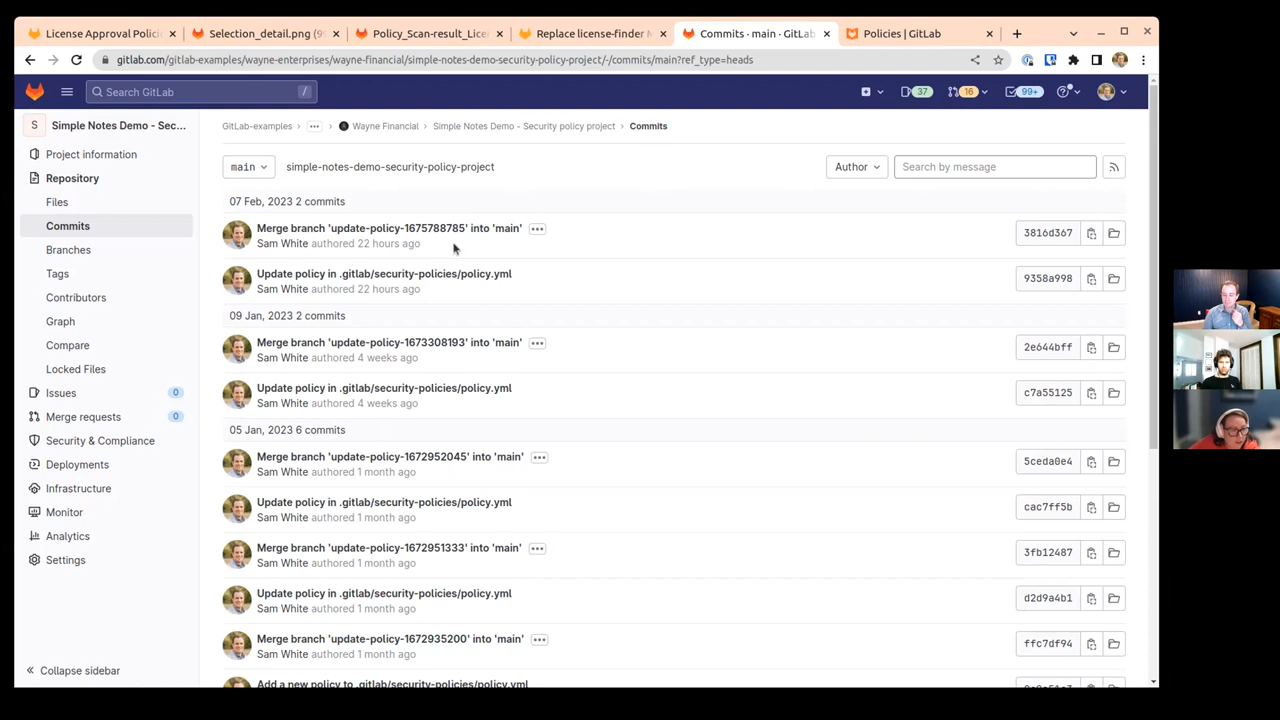 License Approval Polici
Selection_detail.png (99
Policy_Scan-result_Licen
Replace license-finder M
Commits · main · GitLab
Policies | GitLab
gitlab.com/gitlab-examples/wayne-enterprises/wayne-financial/simple-notes-demo-security-policy-project/-/commits/main?ref_type=heads
Search GitLab
/
37
16
99+
S
Simple Notes Demo - Sec...
Project information
Repository
Files
Commits
Branches
Tags
Contributors
Graph
Compare
Locked Files
Issues
0
Merge requests
0
Security & Compliance
Deployments
Infrastructure
Monitor
Analytics
Settings
Collapse sidebar
GitLab-examples
Wayne Financial
Simple Notes Demo - Security policy project
Commits
main
simple-notes-demo-security-policy-project
Author
Search by message
07 Feb, 2023 2 commits
Merge branch 'update-policy-1675788785' into 'main'
Sam White authored 22 hours ago
3816d367
Update policy in .gitlab/security-policies/policy.yml
Sam White authored 22 hours ago
9358a998
09 Jan, 2023 2 commits
Merge branch 'update-policy-1673308193' into 'main'
Sam White authored 4 weeks ago
2e644bff
Update policy in .gitlab/security-policies/policy.yml
Sam White authored 4 weeks ago
c7a55125
05 Jan, 2023 6 commits
Merge branch 'update-policy-1672952045' into 'main'
Sam White authored 1 month ago
5ceda0e4
Update policy in .gitlab/security-policies/policy.yml
Sam White authored 1 month ago
cac7ff5b
Merge branch 'update-policy-1672951333' into 'main'
Sam White authored 1 month ago
3fb12487
Update policy in .gitlab/security-policies/policy.yml
Sam White authored 1 month ago
d2d9a4b1
Merge branch 'update-policy-1672935200' into 'main'
Sam White authored 1 month ago
ffc7df94
Add a new policy to .gitlab/security-policies/policy.yml